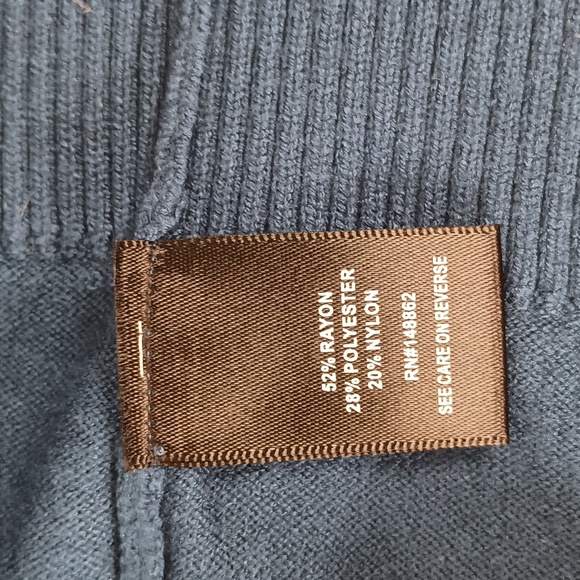 52% RAYON
28% POLYESTER
20% NYLON
RN#148862
SEE CARE ON REVERSE